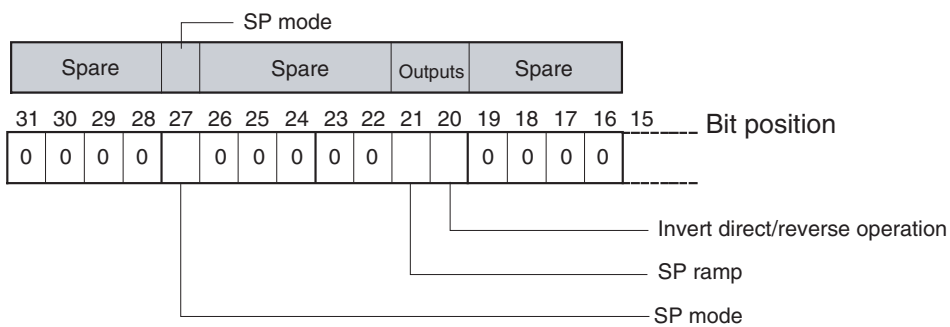 SP mode
Spare Spare Outputs Spare
31 30 29 28 27 26 25 24 23 22 21 20 19 18 17 16 15 Bit position
0 0 0 0 0 0 0 0 0 0 0 0 0
Invert direct/reverse operation
SP ramp
SP mode